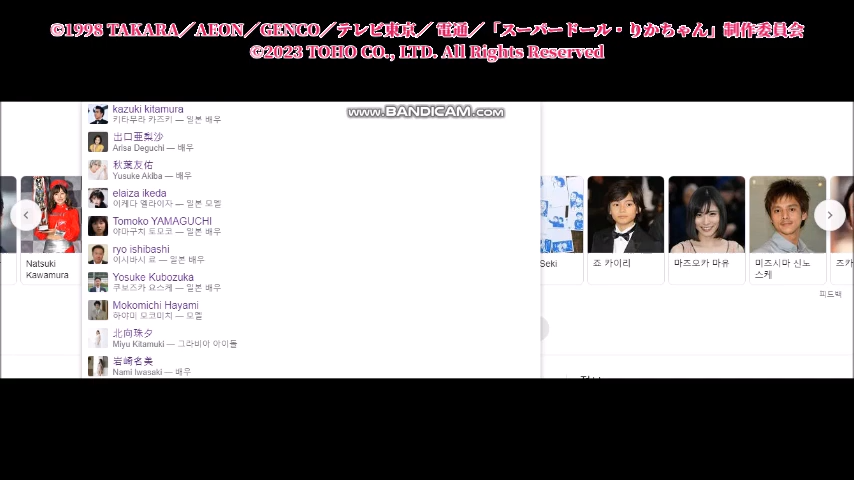 ©1998 TAKARA／AEON／GENCO／テレビ東京／ 電通／「スーパードール・りかちゃん」制作委員会
©2023 TOHO CO., LTD. All Rights Reserved
www.BANDICAM.com
kazuki kitamura
키타무라 카즈키 — 일본 배우
出口亜梨沙
Arisa Deguchi — 배우
秋葉友佑
Yusuke Akiba — 배우
elaiza ikeda
이케다 엘라이자 — 일본 모델
Tomoko YAMAGUCHI
야마구치 토모코 — 일본 배우
ryo ishibashi
이시바시 료 — 일본 배우
Yosuke Kubozuka
쿠보즈카 요스케 — 일본 배우
Mokomichi Hayami
하야미 모코미치 — 모델
北向珠夕
Miyu Kitamuki — 그라비아 아이돌
岩崎名美
Nami Iwasaki — 배우
Natsuki
Kawamura
Seki
죠 카이리
마츠오카 마유
미즈시마 신노
스케
즈카
피드백